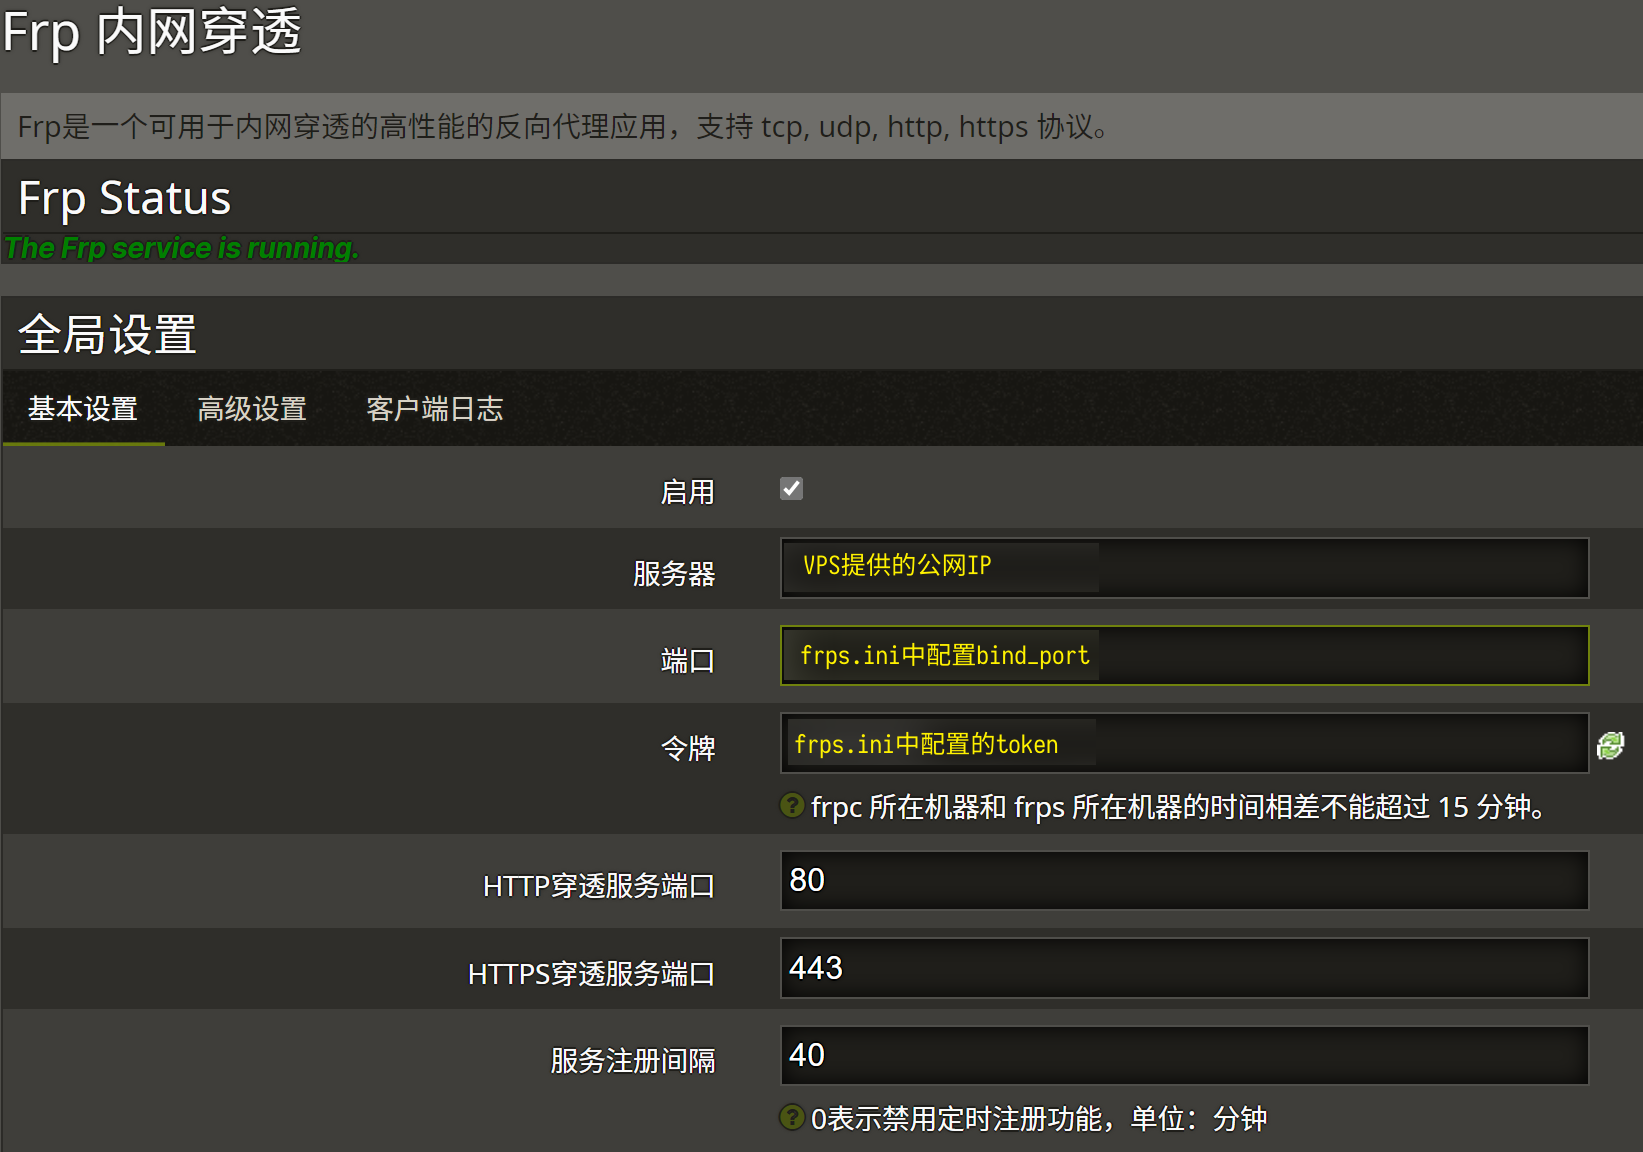 Frp 内网穿透
Frp是一个可用于内网穿透的高性能的反向代理应用，支持 tcp, udp, http, https 协议。
Frp Status
The Frp service is running.
全局设置
基本设置 高级设置 客户端日志
启用
服务器 VPS提供的公网IP
端口 frps.ini中配置bind_port
令牌 frps.ini中配置的token
? frpc 所在机器和 frps 所在机器的时间相差不能超过 15 分钟。
HTTP穿透服务端口 80
HTTPS穿透服务端口 443
服务注册间隔 40
? 0表示禁用定时注册功能，单位：分钟